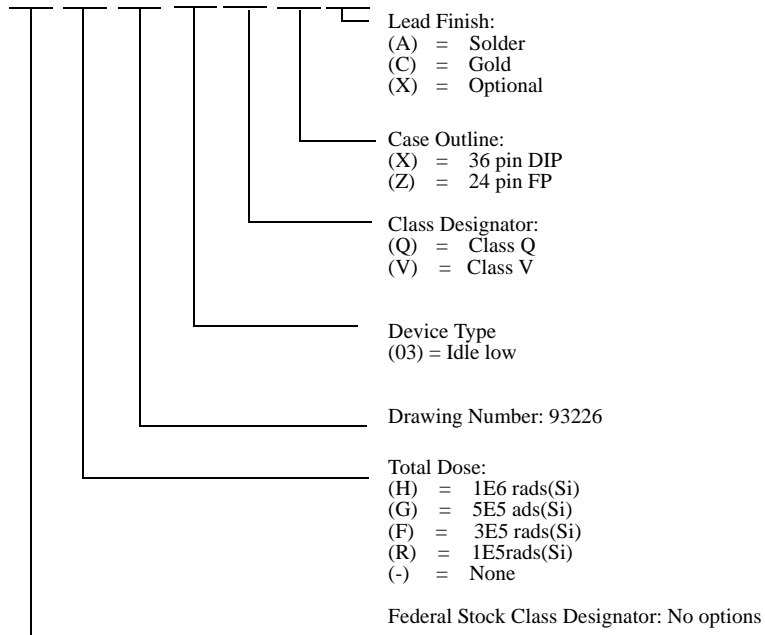 Lead Finish:
(A) = Solder
(C) = Gold
(X) = Optional
Case Outline:
(X) = 36 pin DIP
(Z) = 24 pin FP
Class Designator:
(Q) = Class Q
(V) = Class V
Device Type
(03) = Idle low
Drawing Number: 93226
Total Dose:
(H) = 1E6 rads(Si)
(G) = 5E5 ads(Si)
(F) = 3E5 rads(Si)
(R) = 1E5rads(Si)
(-) = None
Federal Stock Class Designator: No options